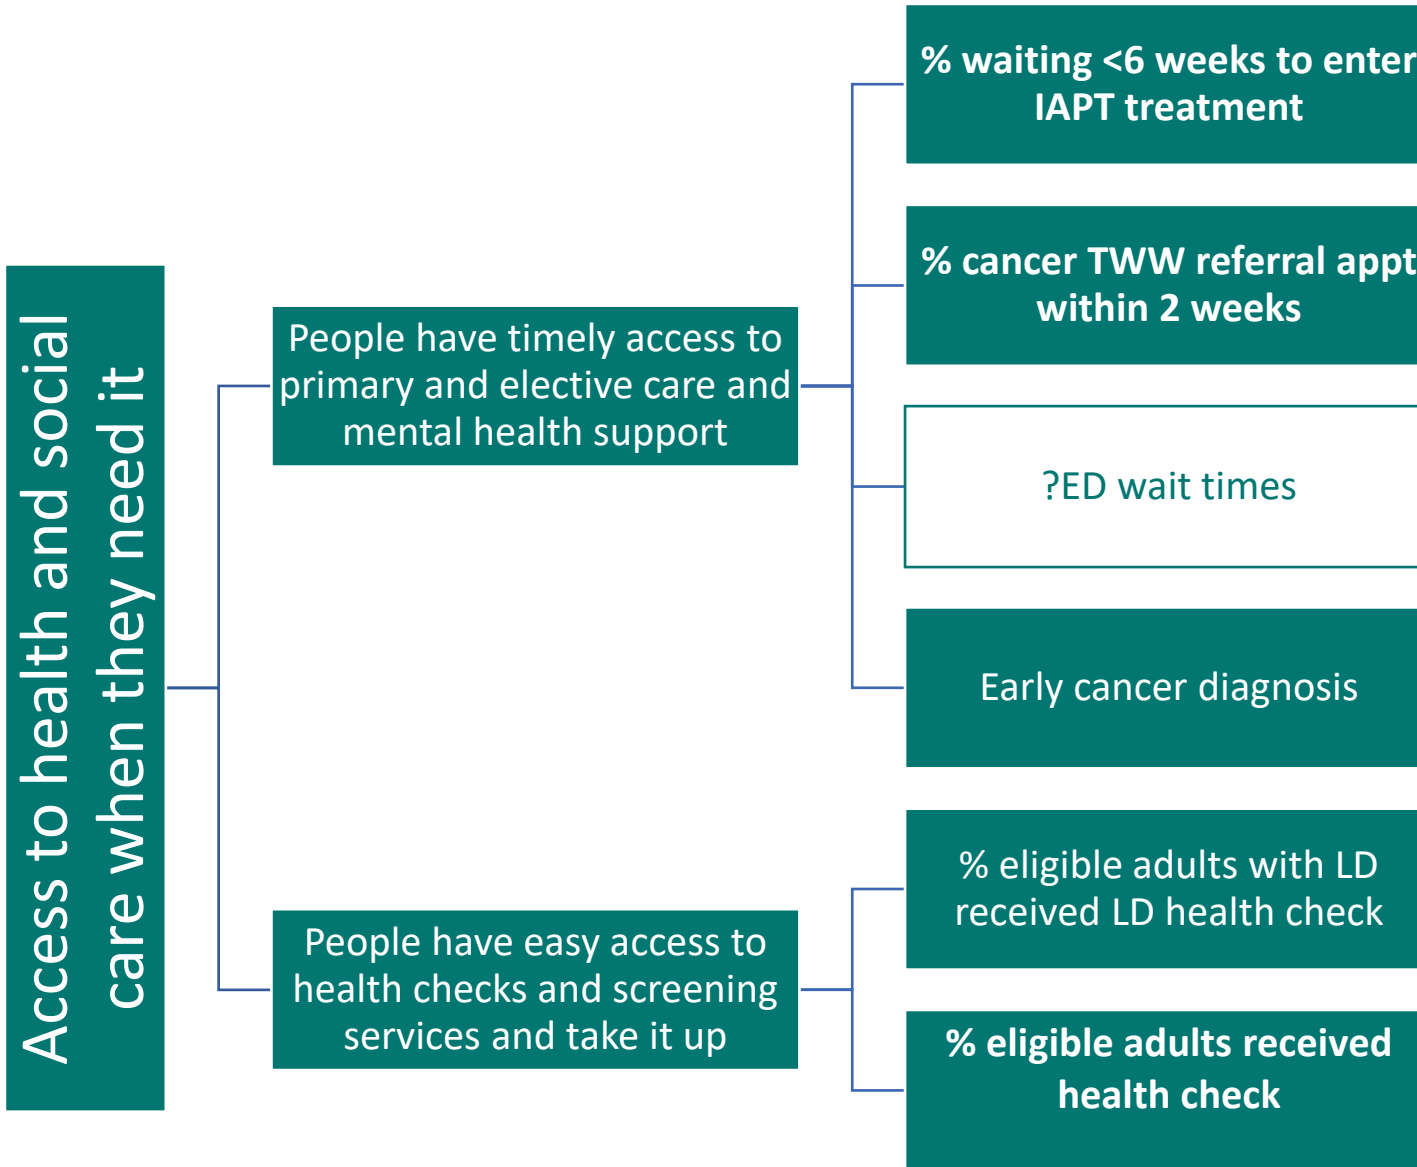 Access to health and social
care when they need it
People have timely access to
primary and elective care and
mental health support
% waiting <6 weeks to enter
IAPT treatment
% cancer TWW referral appt
within 2 weeks
?ED wait times
Early cancer diagnosis
People have easy access to
health checks and screening
services and take it up
% eligible adults with LD
received LD health check
% eligible adults received
health check